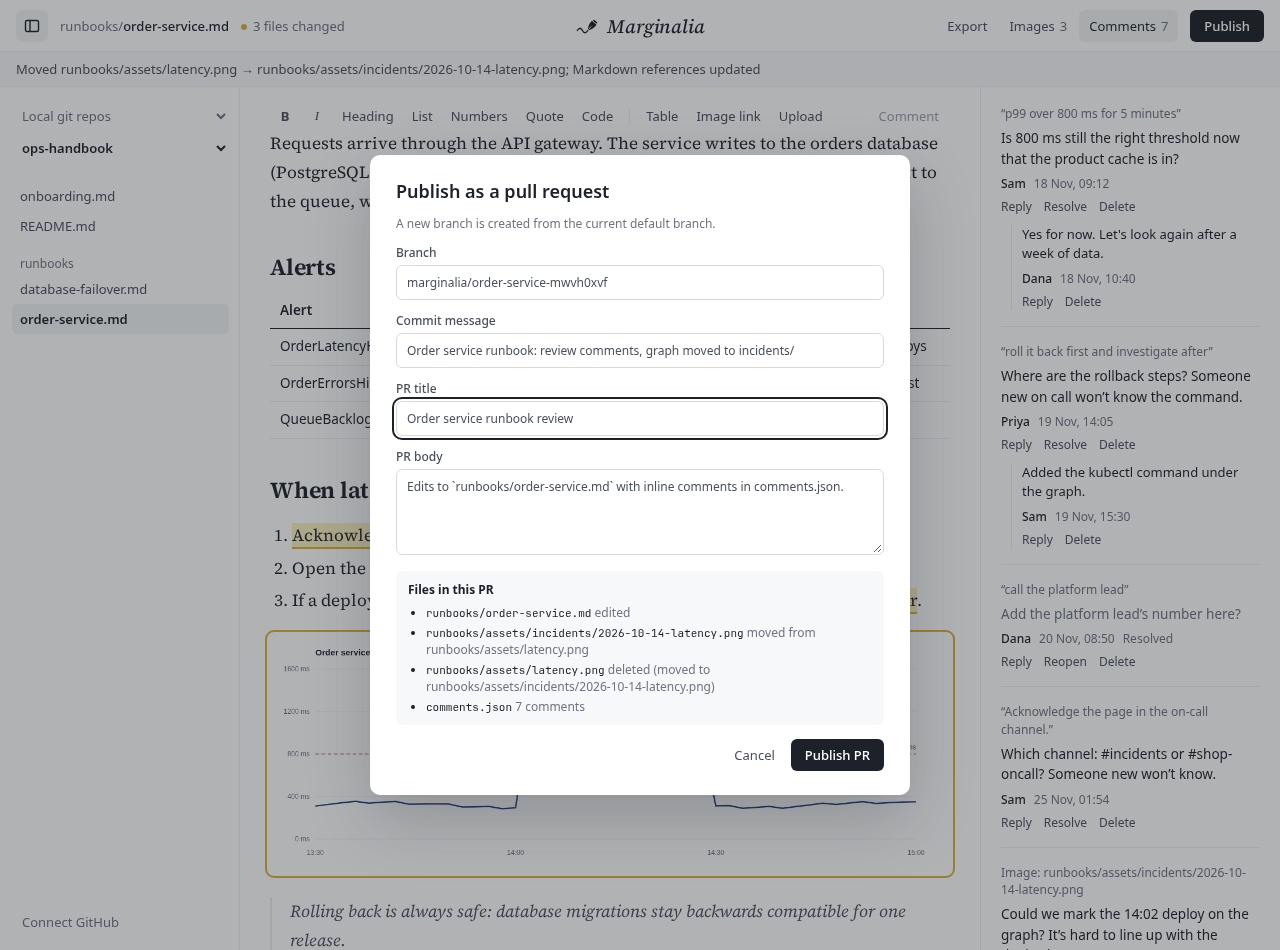 runbooks/order-service.md
3 files changed
Marginalia
Export
Images 3
Comments 7
Publish
Moved runbooks/assets/latency.png → runbooks/assets/incidents/2026-10-14-latency.png; Markdown references updated
Local git repos
ops-handbook
onboarding.md
README.md
runbooks
database-failover.md
order-service.md
Connect GitHub
B
I
Heading
List
Numbers
Quote
Code
Table
Image link
Upload
Comment
Requests arrive through the API gateway. The service writes to the orders database
(PostgreSQL
t to
the queue, w
Alerts
Alert
OrderLatencyH
oys
OrderErrorsHi
st
QueueBacklog
When lat
1. Acknowle
2. Open the
3. If a deploy
r.
Order service
1600 ms
1200 ms
800 ms
400 ms
0 ms
13:30
14:00
14:30
15:00
Rolling back is always safe: database migrations stay backwards compatible for one
release.
Publish as a pull request
A new branch is created from the current default branch.
Branch
marginalia/order-service-mwvh0xvf
Commit message
Order service runbook: review comments, graph moved to incidents/
PR title
Order service runbook review
PR body
Edits to `runbooks/order-service.md` with inline comments in comments.json.
Files in this PR
runbooks/order-service.md edited
runbooks/assets/incidents/2026-10-14-latency.png moved from
runbooks/assets/latency.png
runbooks/assets/latency.png deleted (moved to
runbooks/assets/incidents/2026-10-14-latency.png)
comments.json 7 comments
Cancel
Publish PR
“p99 over 800 ms for 5 minutes”
Is 800 ms still the right threshold now
that the product cache is in?
Sam 18 Nov, 09:12
Reply Resolve Delete
Yes for now. Let's look again after a
week of data.
Dana 18 Nov, 10:40
Reply Delete
“roll it back first and investigate after”
Where are the rollback steps? Someone
new on call won’t know the command.
Priya 19 Nov, 14:05
Reply Resolve Delete
Added the kubectl command under
the graph.
Sam 19 Nov, 15:30
Reply Delete
“call the platform lead”
Add the platform lead’s number here?
Dana 20 Nov, 08:50 Resolved
Reply Reopen Delete
“Acknowledge the page in the on-call
channel.”
Which channel: #incidents or #shop-
oncall? Someone new won’t know.
Sam 25 Nov, 01:54
Reply Resolve Delete
Image: runbooks/assets/incidents/2026-10-
14-latency.png
Could we mark the 14:02 deploy on the
graph? It’s hard to line up with the